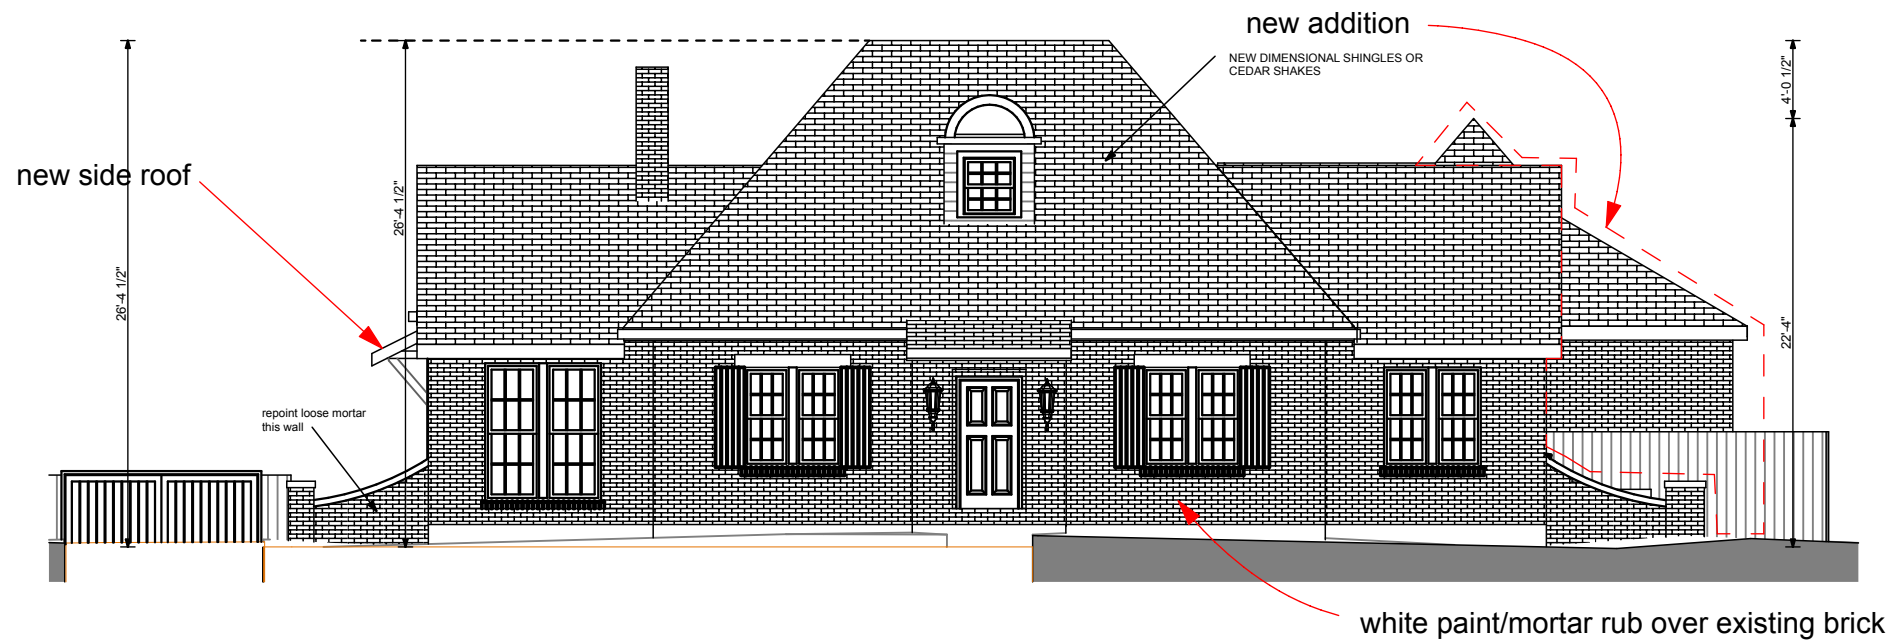 new addition
NEW DIMENSIONAL SHINGLES OR
CEDAR SHAKES
4'-0 1/2"
new side roof
26'-4 1/2"
26'-4 1/2"
22'-4"
repoint loose mortar
this wall
white paint/mortar rub over existing brick